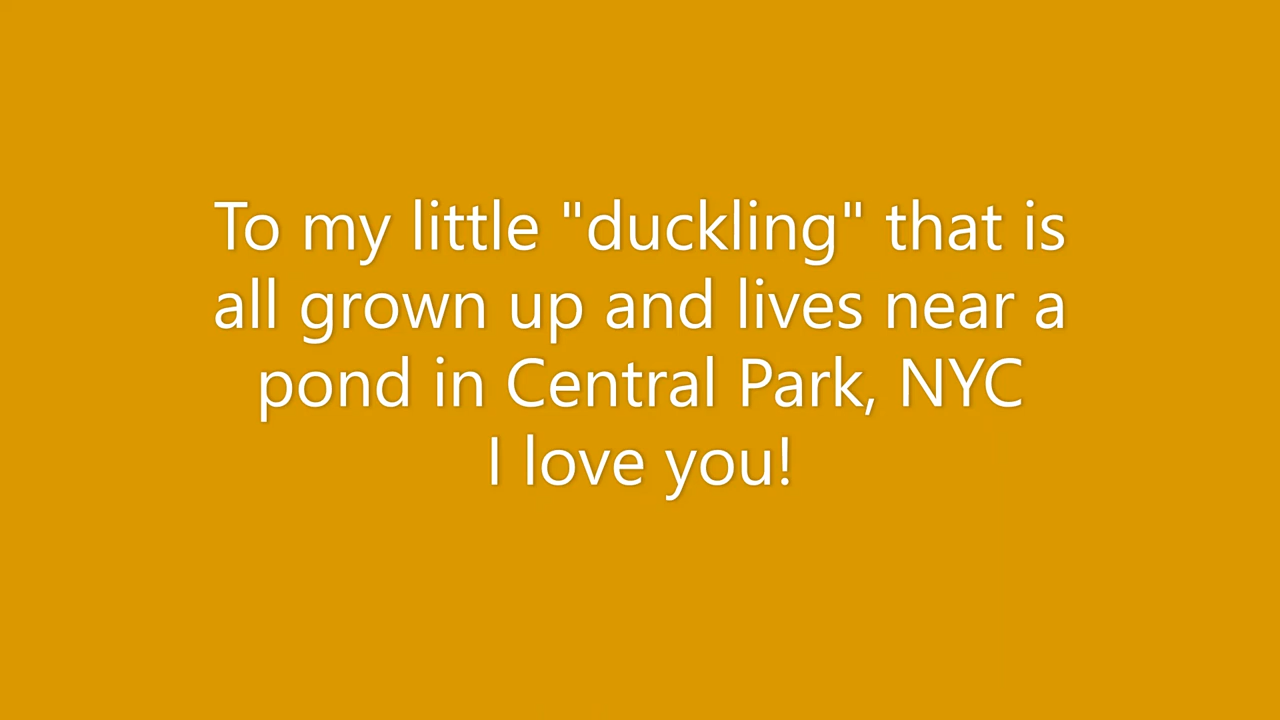 To my little "duckling" that is
all grown up and lives near a
pond in Central Park, NYC
I love you!